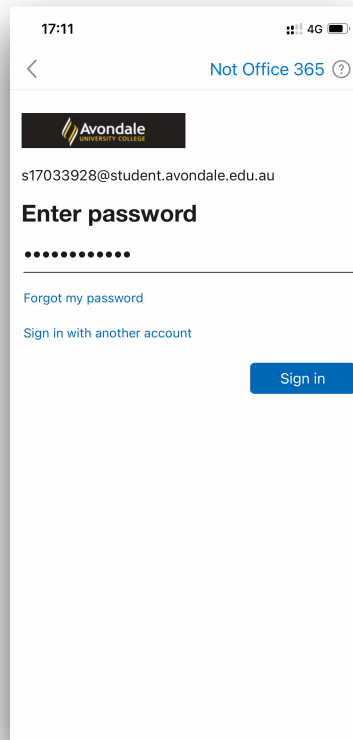 17:11 4G
Not Office 365 ?
Avondale
UNIVERSITY COLLEGE
s17033928@student.avondale.edu.au
Enter password
••••••••••••
Forgot my password
Sign in with another account
Sign in